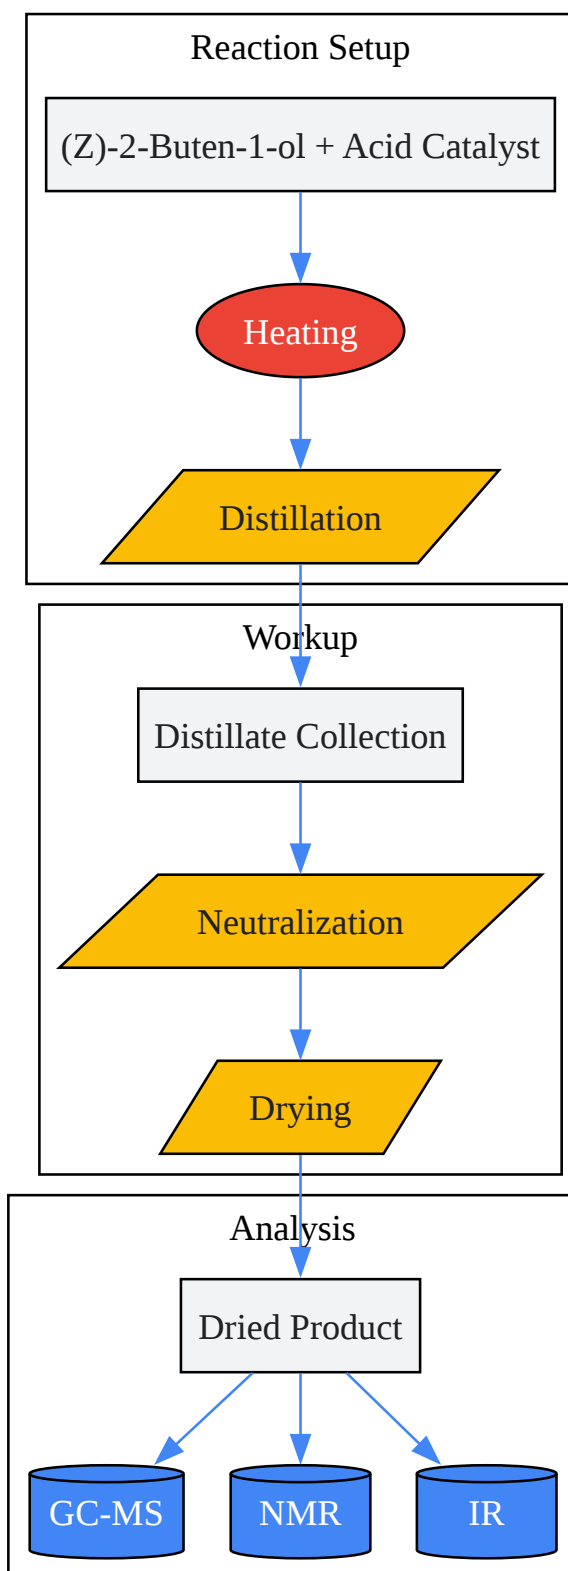 Reaction Setup
(Z)-2-Buten-1-ol + Acid Catalyst
Heating
Distillation
Workup
Distillate Collection
Neutralization
Drying
Analysis
Dried Product
GC-MS
NMR
IR